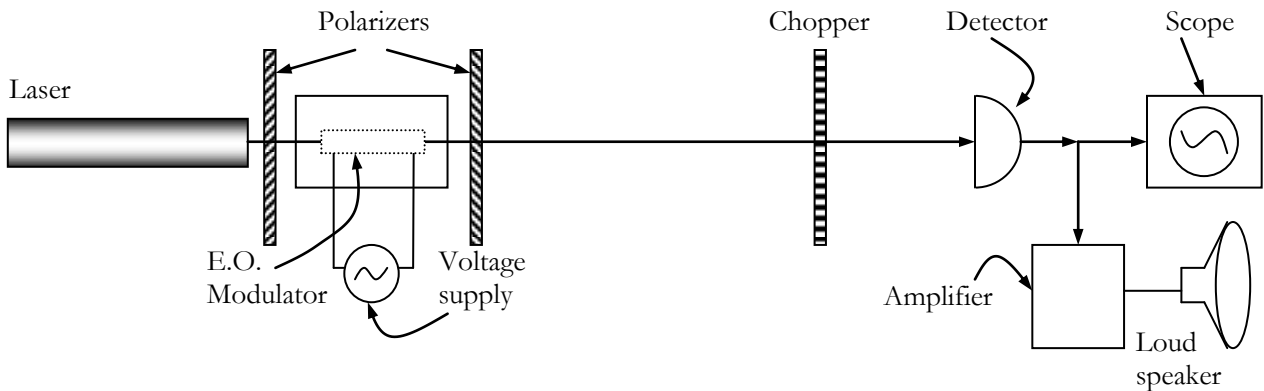 Polarizers
Chopper
Detector
Scope
Laser
E.O.
Modulator
Voltage
supply
Amplifier
Loud
speaker